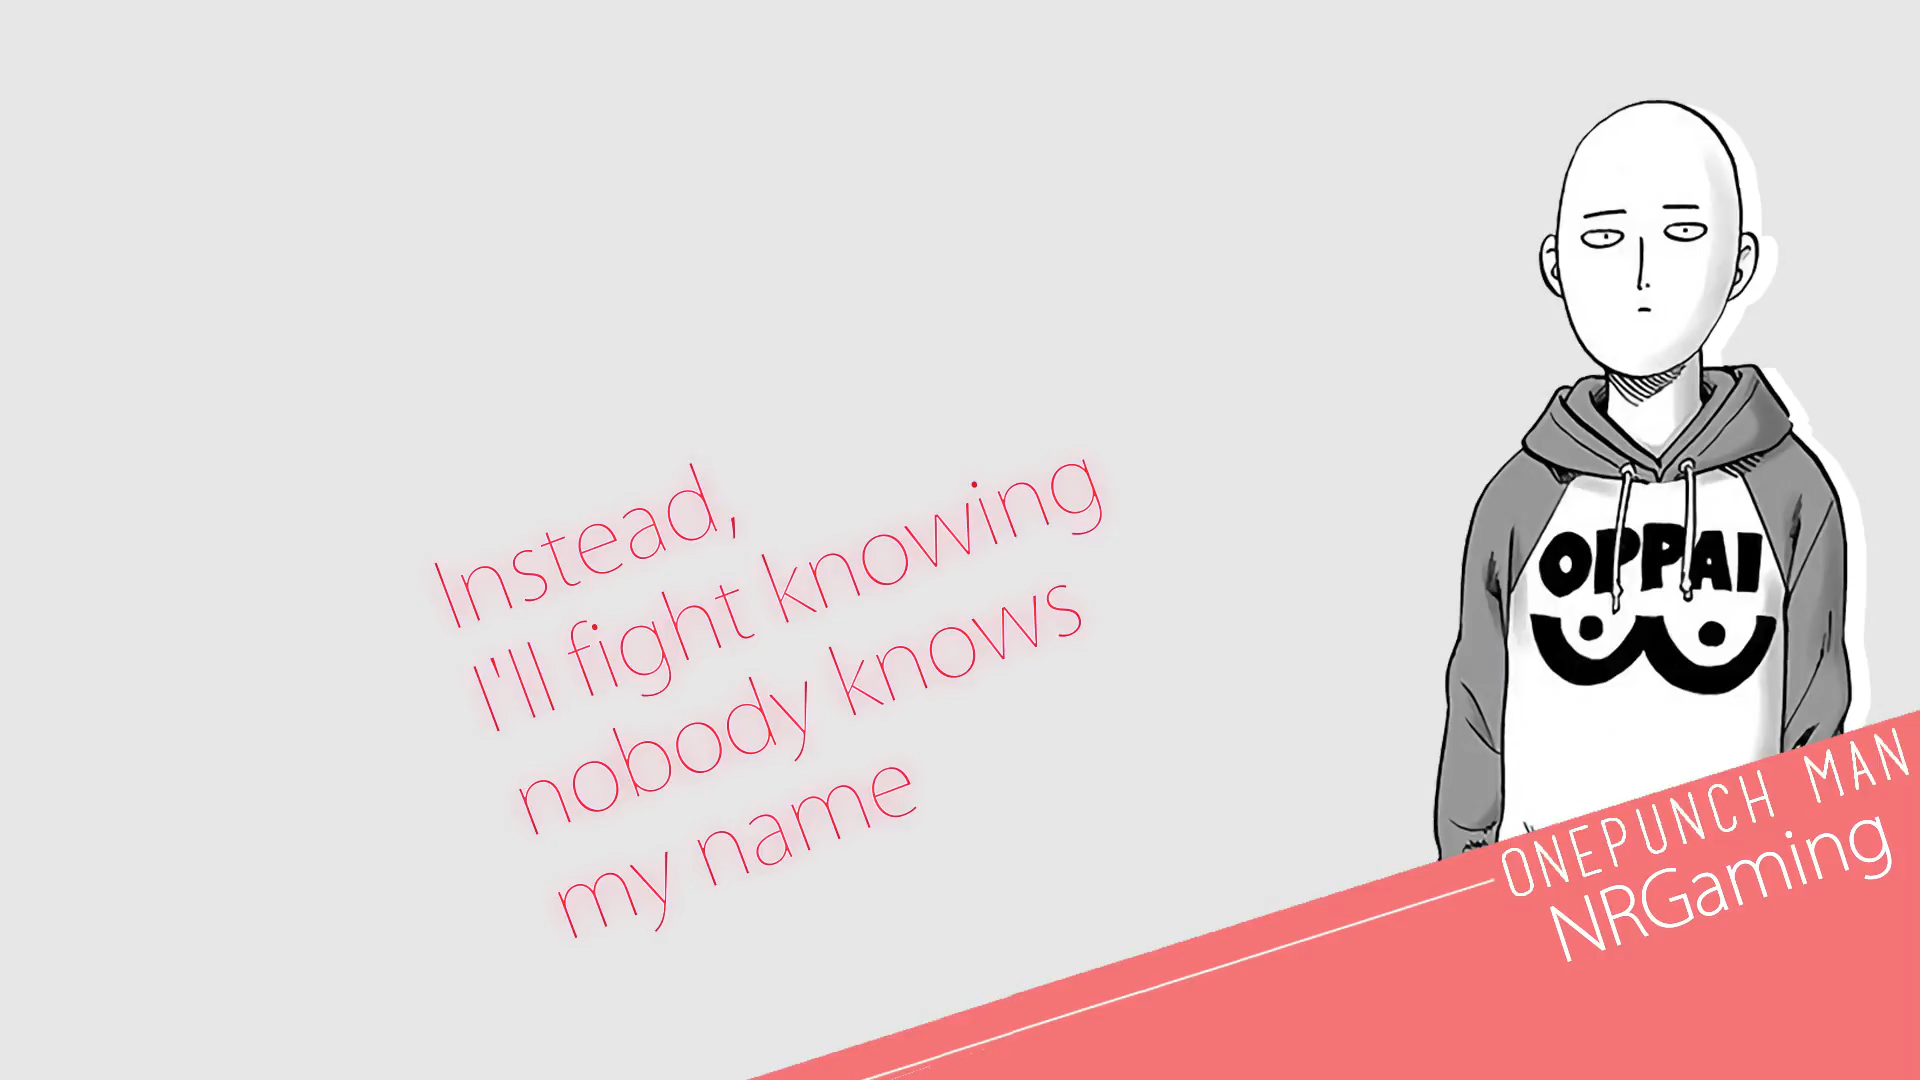 Instead,
I'll fight knowing
nobody knows
my name
OPPAI
ONEPUNCH MAN
NRGaming